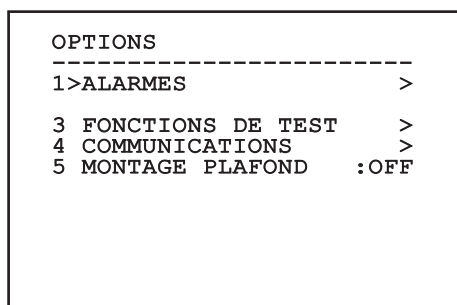 OPTIONS
------------------------
1>ALARMES >
3 FONCTIONS DE TEST >
4 COMMUNICATIONS >
5 MONTAGE PLAFOND :OFF